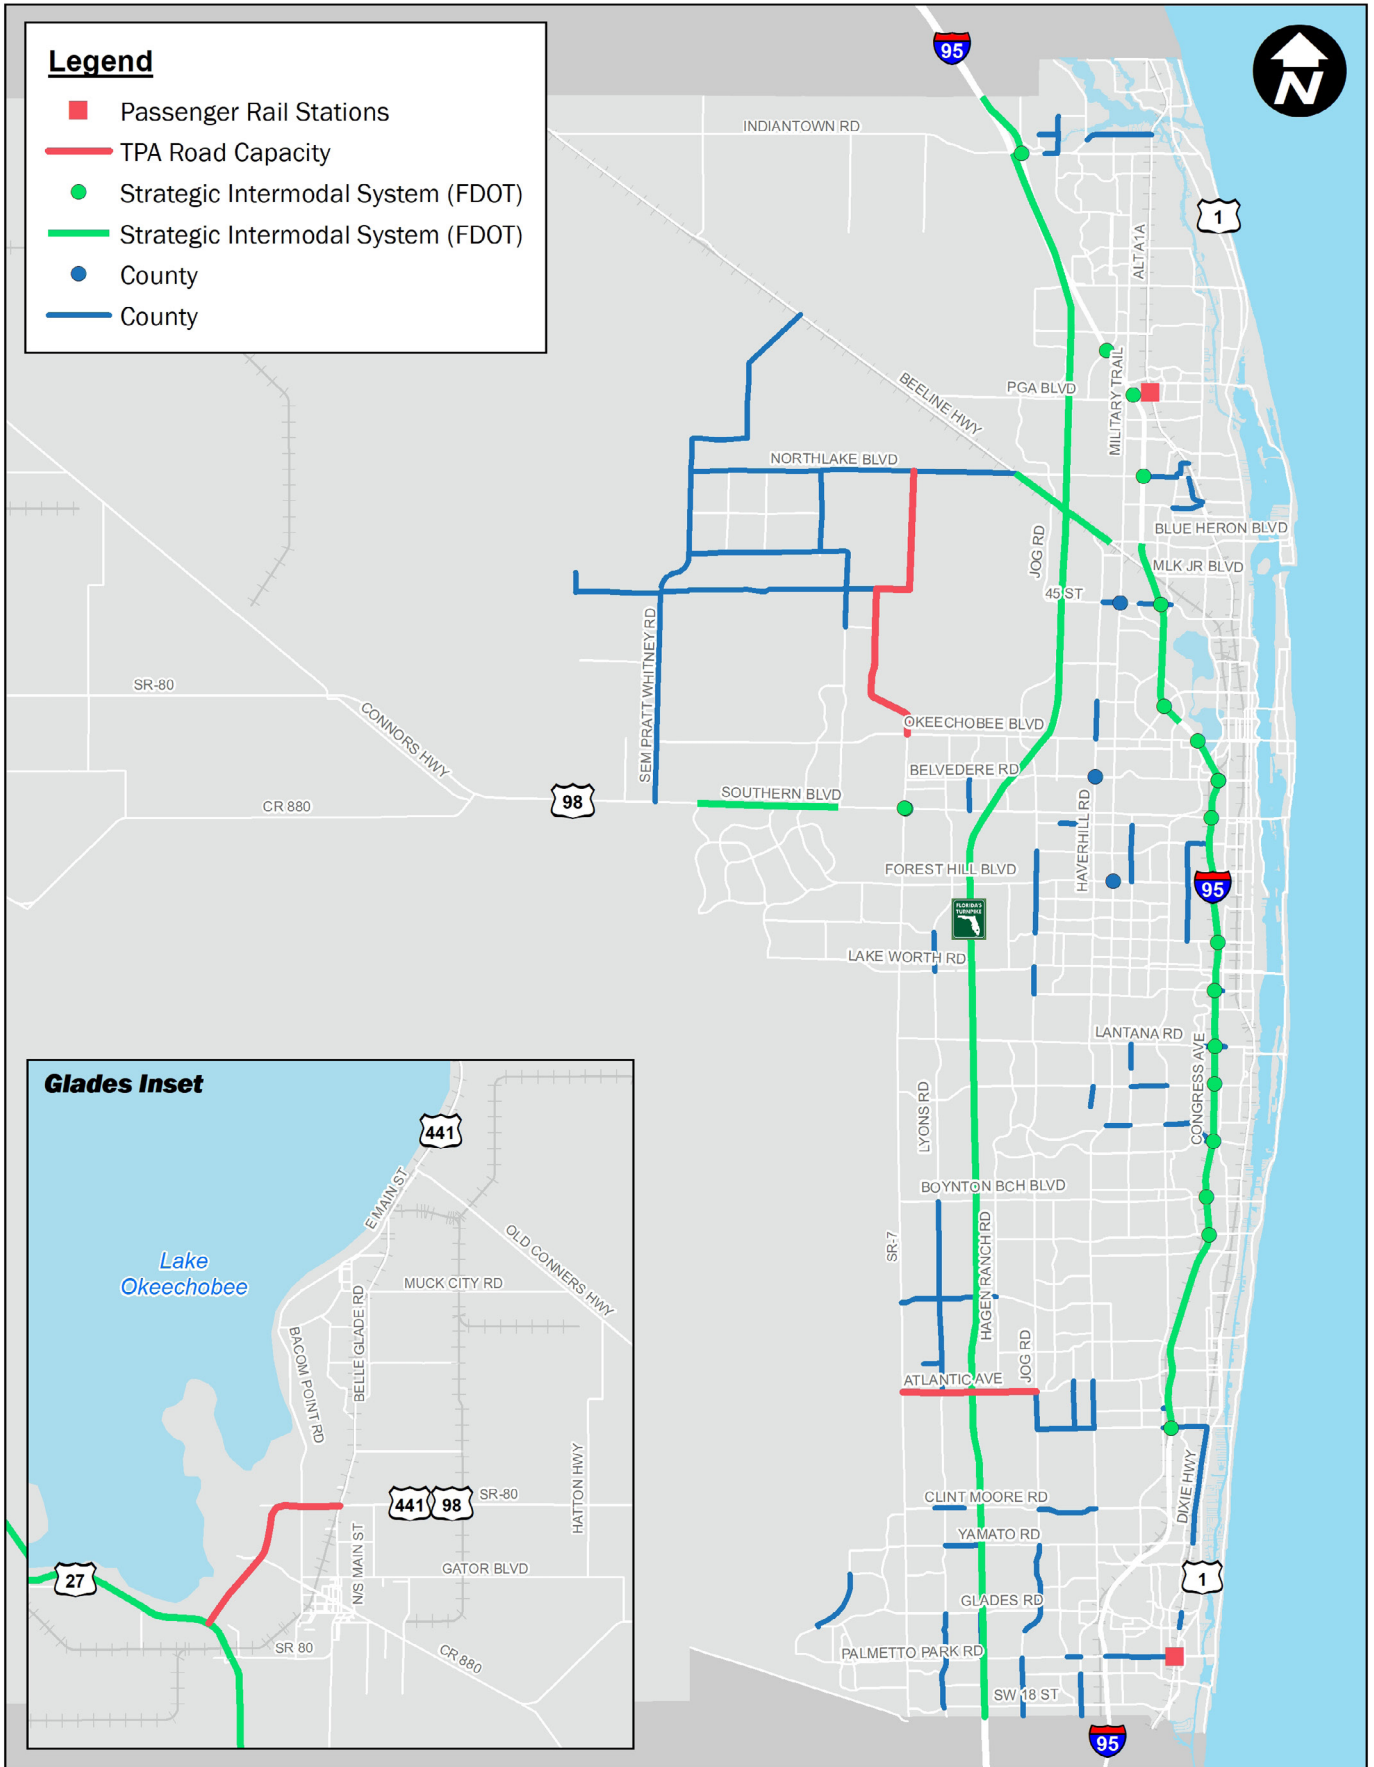 Legend
Passenger Rail Stations
TPA Road Capacity
Strategic Intermodal System (FDOT)
Strategic Intermodal System (FDOT)
County
County
95
N
INDIANTOWN RD
1
ALT A1A
BEELINE HWY
PGA BLVD
MILITARY TRAIL
NORTHLAKE BLVD
BLUE HERON BLVD
JOG RD
MLK JR BLVD
45 ST
SEM PRATT WHITNEY RD
SR-80
CONNORS HWY
OKEECHOBEE BLVD
BELVEDERE RD
SOUTHERN BLVD
98
CR 880
HAVERHILL RD
FOREST HILL BLVD
95
FLORIDA'S
TURNPIKE
LAKE WORTH RD
LANTANA RD
CONGRESS AVE
LYONS RD
BOYNTON BCH BLVD
SR-7
HAGEN RANCH RD
JOG RD
ATLANTIC AVE
DIXIE HWY
CLINT MOORE RD
YAMATO RD
1
GLADES RD
PALMETTO PARK RD
SW 18 ST
95
Glades Inset
441
E MAIN ST
OLD CONNERS HWY
Lake
Okeechobee
MUCK CITY RD
BELLE GLADE RD
BACOM POINT RD
HATTON HWY
441
98
SR-80
N/S MAIN ST
GATOR BLVD
27
SR 80
CR 880